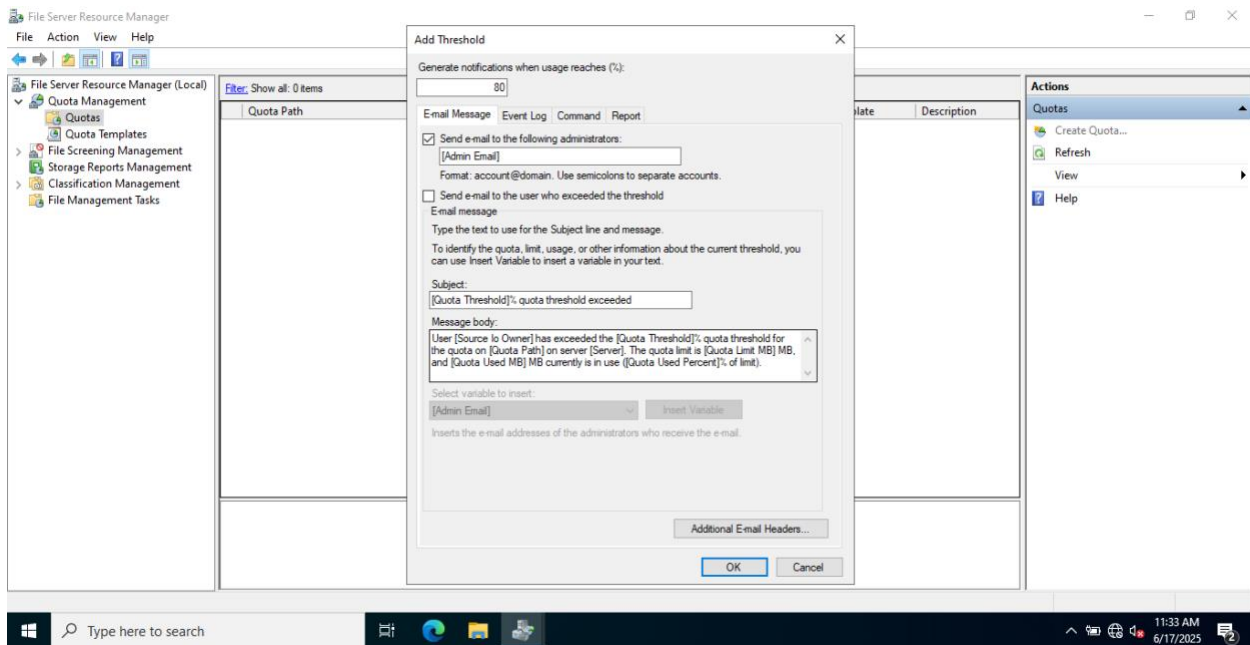 File Server Resource Manager
File Action View Help
File Server Resource Manager (Local)
Quota Management
Quotas
Quota Templates
File Screening Management
Storage Reports Management
Classification Management
File Management Tasks
Filter: Show all: 0 items
Quota Path
late Description
Add Threshold
Generate notifications when usage reaches (%):
80
E-mail Message Event Log Command Report
Send e-mail to the following administrators:
[Admin Email]
Format: account@domain. Use semicolons to separate accounts.
Send e-mail to the user who exceeded the threshold
E-mail message
Type the text to use for the Subject line and message.
To identify the quota, limit, usage, or other information about the current threshold, you
can use Insert Variable to insert a variable in your text.
Subject:
[Quota Threshold]% quota threshold exceeded
Message body:
User [Source Io Owner] has exceeded the [Quota Threshold]% quota threshold for
the quota on [Quota Path] on server [Server]. The quota limit is [Quota Limit MB] MB,
and [Quota Used MB] MB currently is in use ([Quota Used Percent]% of limit).
Select variable to insert:
[Admin Email] Insert Variable
Inserts the e-mail addresses of the administrators who receive the e-mail.
Additional E-mail Headers...
OK Cancel
Actions
Quotas
Create Quota...
Refresh
View
Help
Type here to search
11:33 AM
6/17/2025
2